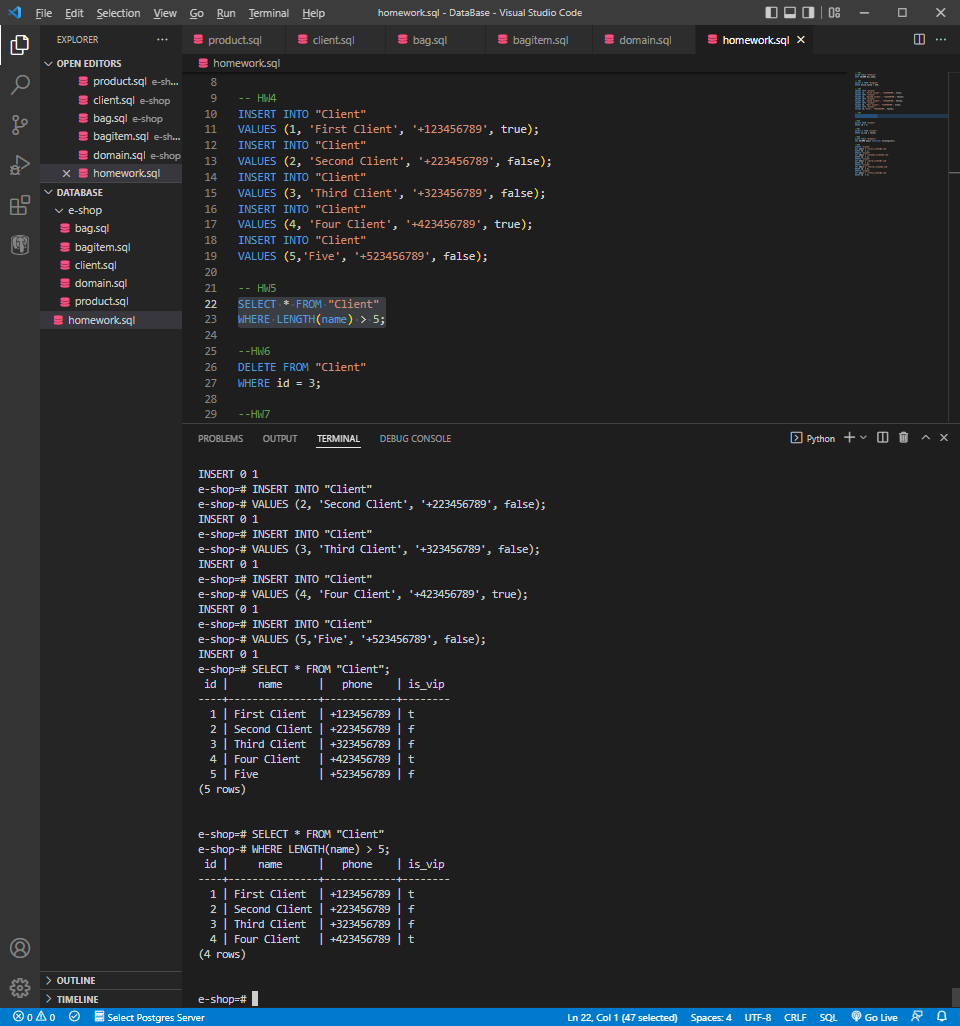 File Edit Selection View Go Run Terminal Help homework.sql - DataBase - Visual Studio Code
EXPLORER
OPEN EDITORS
product.sql e-sh...
client.sql e-shop
bag.sql e-shop
bagitem.sql e-sh...
domain.sql e-shop
homework.sql
DATABASE
e-shop
bag.sql
bagitem.sql
client.sql
domain.sql
product.sql
homework.sql
OUTLINE
TIMELINE
product.sql client.sql bag.sql bagitem.sql domain.sql homework.sql
homework.sql
8
9 -- HW4
10 INSERT INTO "Client"
11 VALUES (1, 'First Client', '+123456789', true);
12 INSERT INTO "Client"
13 VALUES (2, 'Second Client', '+223456789', false);
14 INSERT INTO "Client"
15 VALUES (3, 'Third Client', '+323456789', false);
16 INSERT INTO "Client"
17 VALUES (4, 'Four Client', '+423456789', true);
18 INSERT INTO "Client"
19 VALUES (5,'Five', '+523456789', false);
20
21 -- HW5
22 SELECT * FROM "Client"
23 WHERE LENGTH(name) > 5;
24
25 --HW6
26 DELETE FROM "Client"
27 WHERE id = 3;
28
29 --HW7
PROBLEMS OUTPUT TERMINAL DEBUG CONSOLE Python
INSERT 0 1
e-shop=# INSERT INTO "Client"
e-shop-# VALUES (2, 'Second Client', '+223456789', false);
INSERT 0 1
e-shop=# INSERT INTO "Client"
e-shop-# VALUES (3, 'Third Client', '+323456789', false);
INSERT 0 1
e-shop=# INSERT INTO "Client"
e-shop-# VALUES (4, 'Four Client', '+423456789', true);
INSERT 0 1
e-shop=# INSERT INTO "Client"
e-shop-# VALUES (5,'Five', '+523456789', false);
INSERT 0 1
e-shop=# SELECT * FROM "Client";
id | name | phone | is_vip
----+---------------+------------+--------
1 | First Client | +123456789 | t
2 | Second Client | +223456789 | f
3 | Third Client | +323456789 | f
4 | Four Client | +423456789 | t
5 | Five | +523456789 | f
(5 rows)
e-shop=# SELECT * FROM "Client"
e-shop-# WHERE LENGTH(name) > 5;
id | name | phone | is_vip
----+---------------+------------+--------
1 | First Client | +123456789 | t
2 | Second Client | +223456789 | f
3 | Third Client | +323456789 | f
4 | Four Client | +423456789 | t
(4 rows)
e-shop=#
0 0 Select Postgres Server Ln 22, Col 1 (47 selected) Spaces: 4 UTF-8 CRLF SQL Go Live